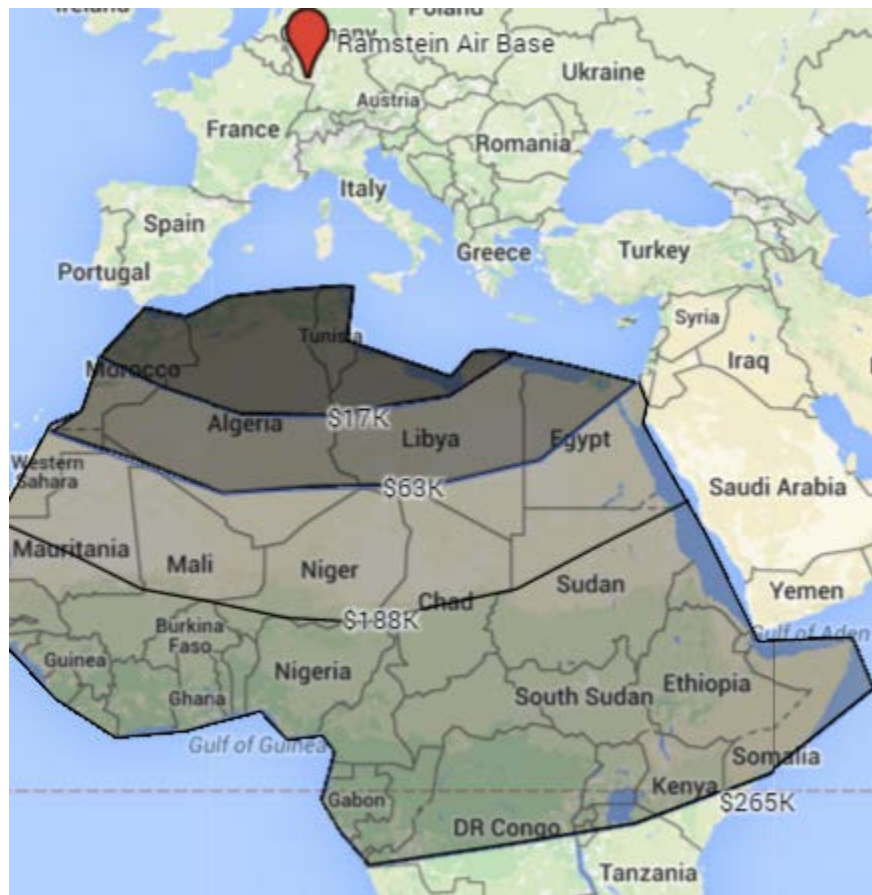 Ireland
Poland
Germany
Ramstein Air Base
Ukraine
Austria
France
Romania
Italy
Spain
Greece
Turkey
Portugal
Syria
Tunisia
Iraq
Morocco
Algeria
$17K
Libya
Egypt
Western
Sahara
$63K
Saudi Arabia
Mauritania
Mali
Niger
Chad
Sudan
Yemen
$188K
Gulf of Aden
Burkina
Faso
Guinea
Nigeria
Ghana
South Sudan
Ethiopia
Gulf of Guinea
Somalia
Kenya
Gabon
$265K
DR Congo
Tanzania